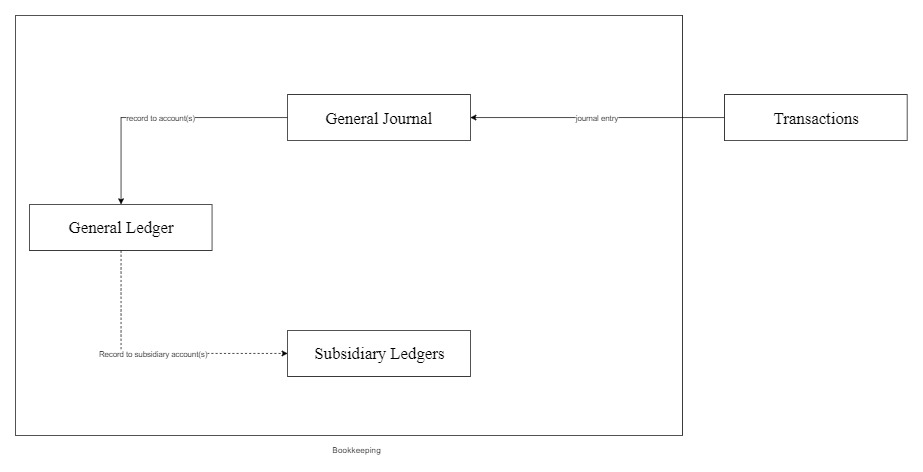 General Journal
Transactions
record to account(s)
journal entry
General Ledger
Record to subsidiary account(s)
Subsidiary Ledgers
Bookkeeping